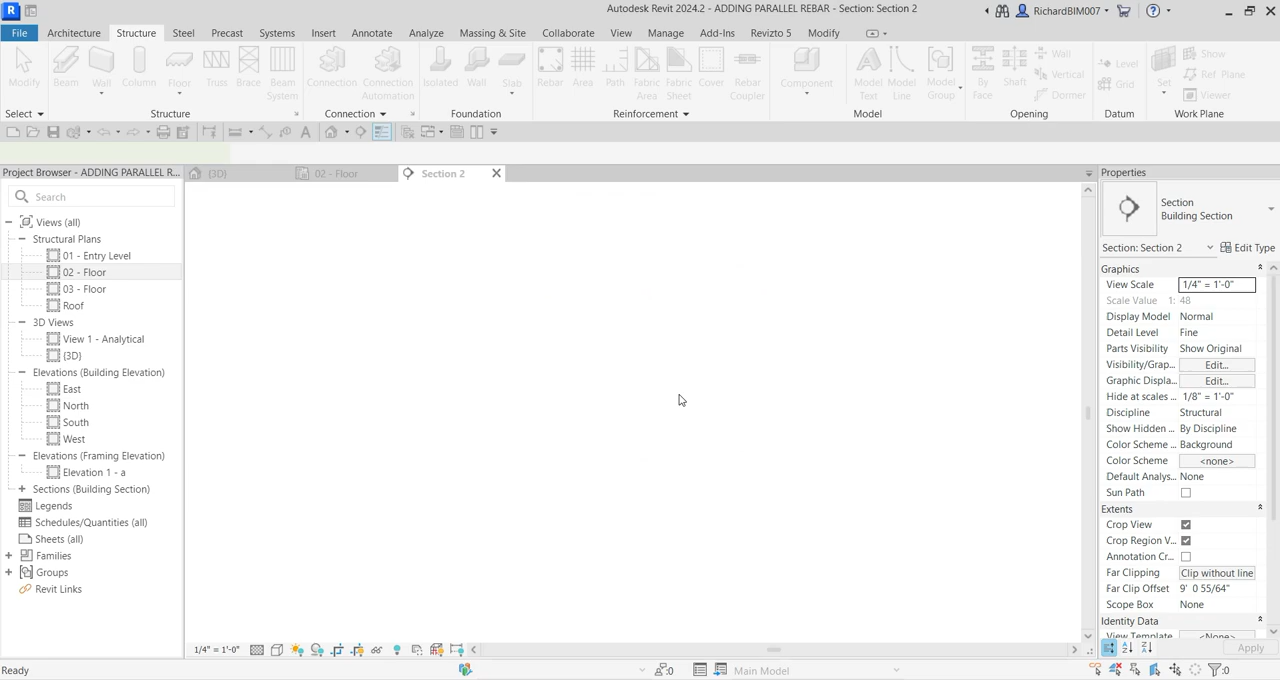 R
Autodesk Revit 2024.2 - ADDING PARALLEL REBAR - Section: Section 2
RichardBIM007
File Architecture Structure Steel Precast Systems Insert Annotate Analyze Massing & Site Collaborate View Manage Add-Ins Revizto 5 Modify
Modify Beam Wall Column Floor Truss Brace Beam System Connection Connection Automation Isolated Wall Slab Rebar Area Path Fabric Area Fabric Sheet Cover Rebar Coupler Component Model Text Model Line Model Group By Face Shaft Wall Vertical Dormer Level Grid Set Show Ref Plane Viewer
Select Structure Connection Foundation Reinforcement Model Opening Datum Work Plane
Project Browser - ADDING PARALLEL R...
{3D} 02 - Floor Section 2
Search
Views (all)
Structural Plans
01 - Entry Level
02 - Floor
03 - Floor
Roof
3D Views
View 1 - Analytical
{3D}
Elevations (Building Elevation)
East
North
South
West
Elevations (Framing Elevation)
Elevation 1 - a
Sections (Building Section)
Legends
Schedules/Quantities (all)
Sheets (all)
Families
Groups
Revit Links
Properties
Section
Building Section
Section: Section 2 Edit Type
Graphics
View Scale 1/4" = 1'-0"
Scale Value 1: 48
Display Model Normal
Detail Level Fine
Parts Visibility Show Original
Visibility/Grap... Edit...
Graphic Displa... Edit...
Hide at scales ... 1/8" = 1'-0"
Discipline Structural
Show Hidden ... By Discipline
Color Scheme ... Background
Color Scheme <none>
Default Analys... None
Sun Path
Extents
Crop View
Crop Region V...
Annotation Cr...
Far Clipping Clip without line
Far Clip Offset 9' 0 55/64"
Scope Box None
Identity Data
View Template <None>
Apply
1/4" = 1'-0"
Ready :0 Main Model :0